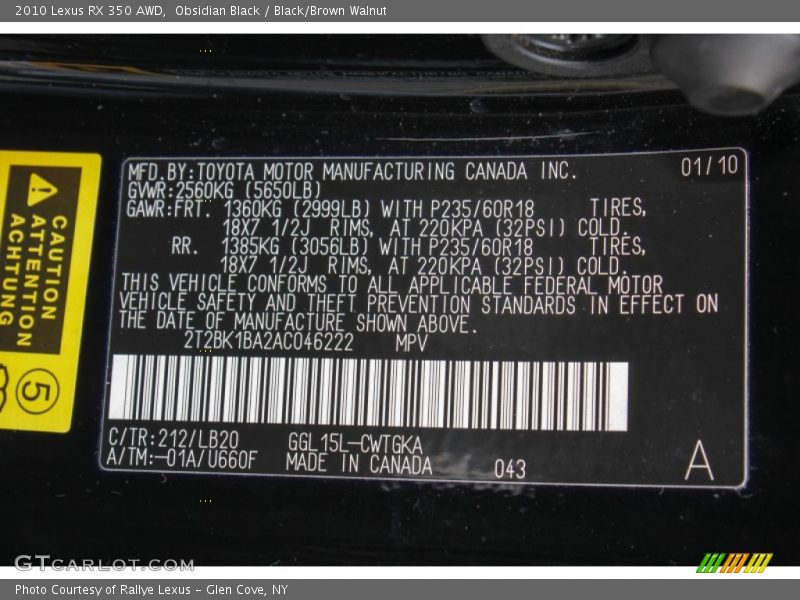 2010 Lexus RX 350 AWD,  Obsidian Black / Black/Brown Walnut
MFD.BY:TOYOTA MOTOR MANUFACTURING CANADA INC. 01/10
GVWR:2560KG (5650LB)
GAWR:FRT. 1360KG (2999LB) WITH P235/60R18 TIRES,
18X7 1/2J RIMS, AT 220KPA (32PSI) COLD.
RR. 1385KG (3056LB) WITH P235/60R18 TIRES,
18X7 1/2J RIMS, AT 220KPA (32PSI) COLD.
THIS VEHICLE CONFORMS TO ALL APPLICABLE FEDERAL MOTOR
VEHICLE SAFETY AND THEFT PREVENTION STANDARDS IN EFFECT ON
THE DATE OF MANUFACTURE SHOWN ABOVE.
2T2BK1BA2AC046222 MPV
C/TR:212/LB20 GGL15L-CWTGKA
A/TM:-01A/U660F MADE IN CANADA 043 A
CAUTION
ATTENTION
ACHTUNG
5
GTCARLOT.COM
Photo Courtesy of Rallye Lexus - Glen Cove, NY